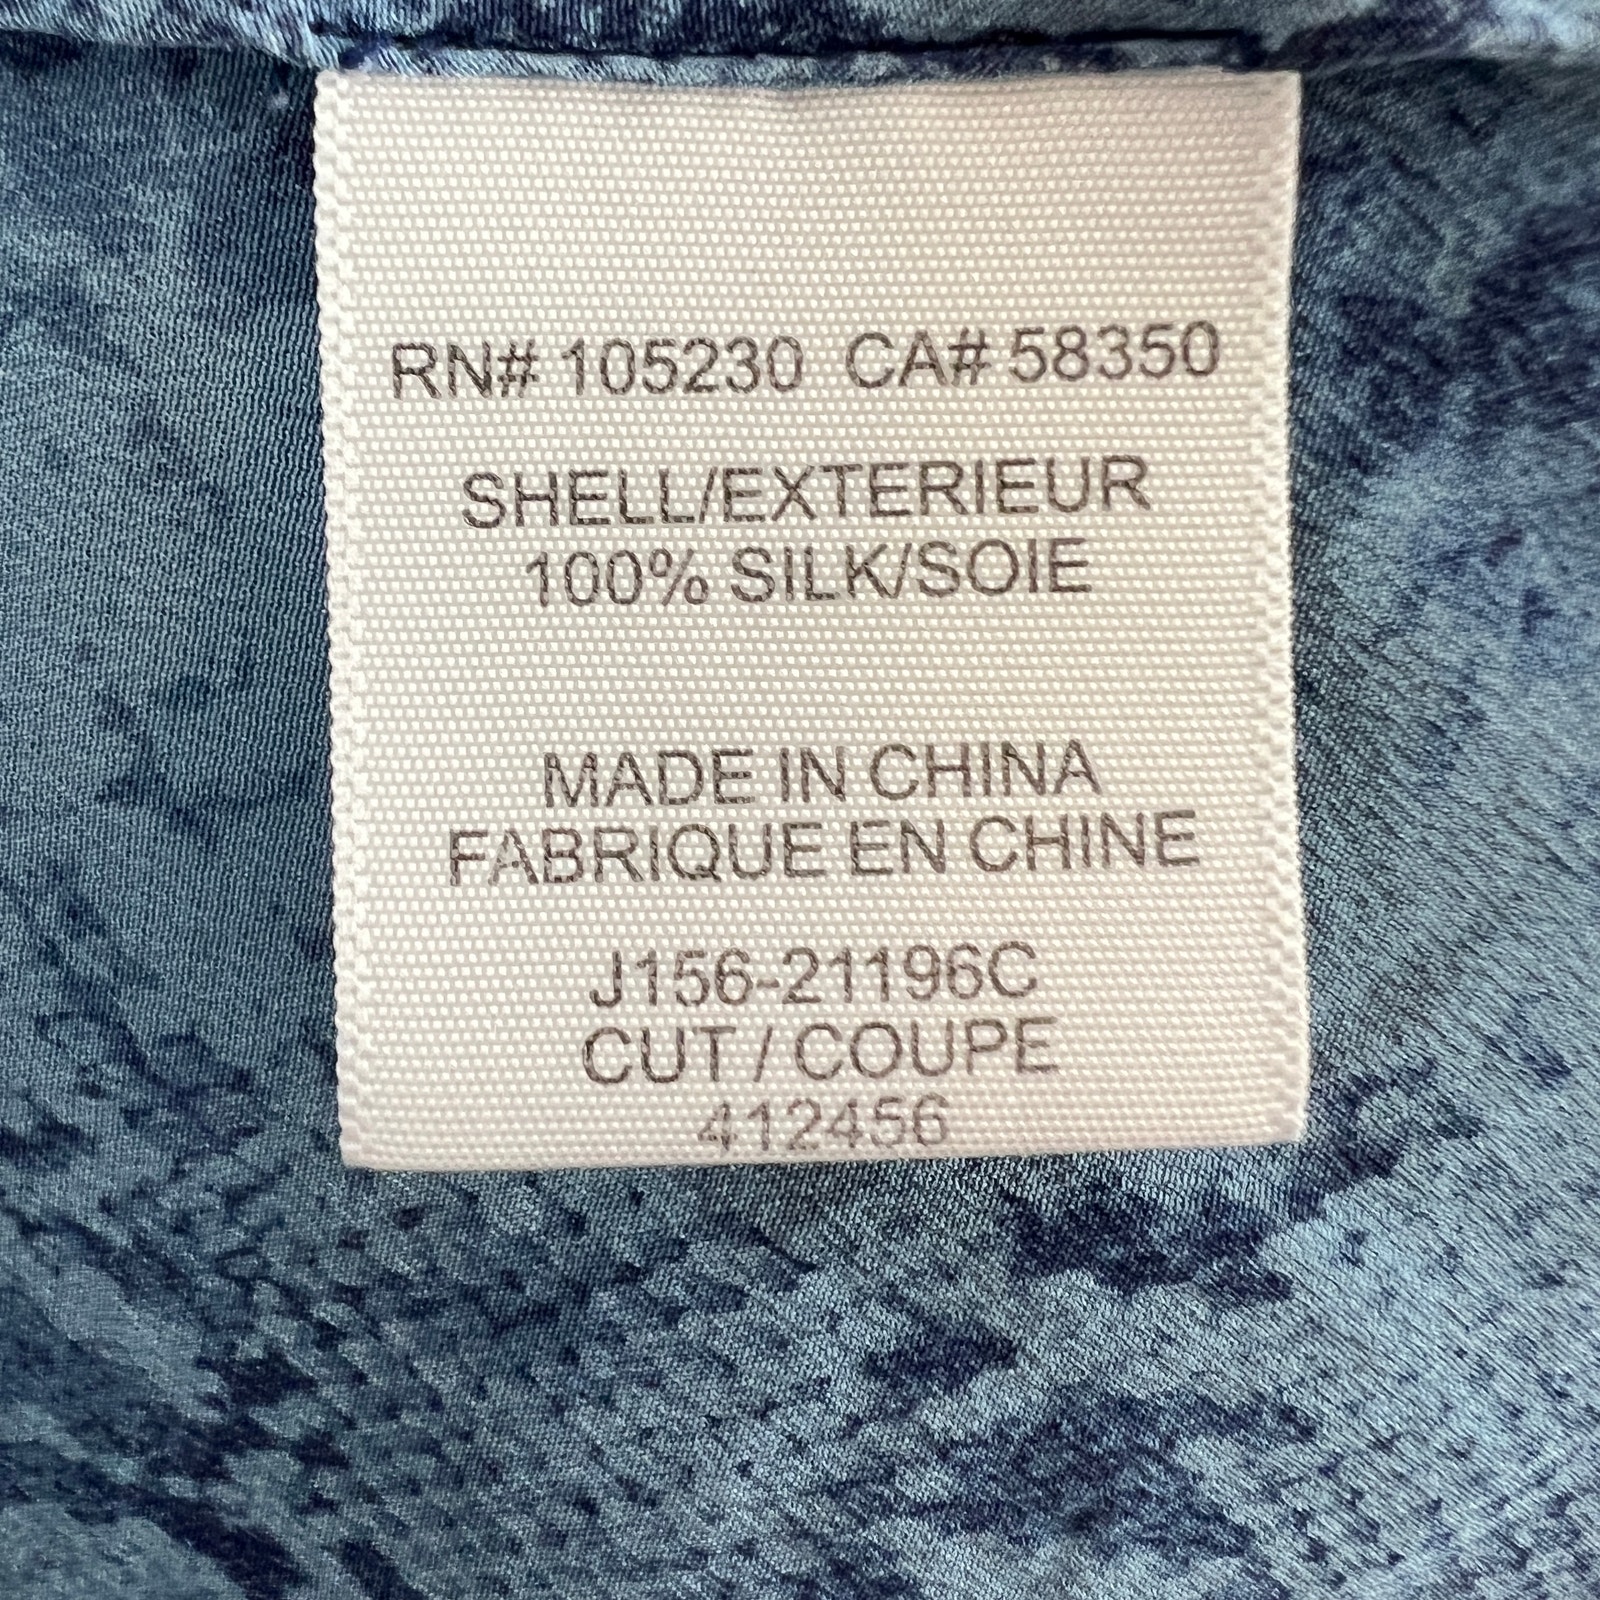 RN# 105230 CA# 58350
SHELL/EXTERIEUR
100% SILK/SOIE
MADE IN CHINA
FABRIQUE EN CHINE
J156-21196C
CUT / COUPE
412456